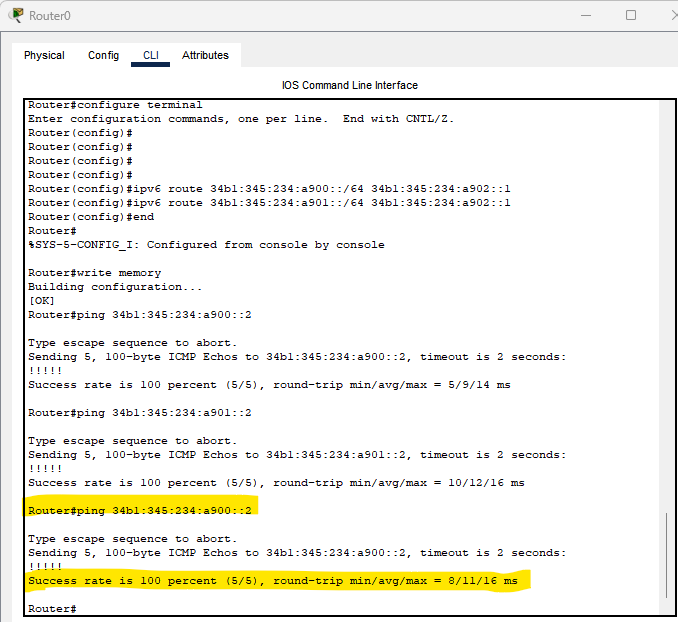 Router0
Physical Config CLI Attributes
IOS Command Line Interface
Router#configure terminal
Enter configuration commands, one per line.  End with CNTL/Z.
Router(config)#
Router(config)#
Router(config)#
Router(config)#
Router(config)#ipv6 route 34b1:345:234:a900::/64 34b1:345:234:a902::1
Router(config)#ipv6 route 34b1:345:234:a901::/64 34b1:345:234:a902::1
Router(config)#end
Router#
%SYS-5-CONFIG_I: Configured from console by console
Router#write memory
Building configuration...
[OK]
Router#ping 34b1:345:234:a900::2
Type escape sequence to abort.
Sending 5, 100-byte ICMP Echos to 34b1:345:234:a900::2, timeout is 2 seconds:
!!!!!
Success rate is 100 percent (5/5), round-trip min/avg/max = 5/9/14 ms
Router#ping 34b1:345:234:a901::2
Type escape sequence to abort.
Sending 5, 100-byte ICMP Echos to 34b1:345:234:a901::2, timeout is 2 seconds:
!!!!!
Success rate is 100 percent (5/5), round-trip min/avg/max = 10/12/16 ms
Router#ping 34b1:345:234:a900::2
Type escape sequence to abort.
Sending 5, 100-byte ICMP Echos to 34b1:345:234:a900::2, timeout is 2 seconds:
!!!!!
Success rate is 100 percent (5/5), round-trip min/avg/max = 8/11/16 ms
Router#